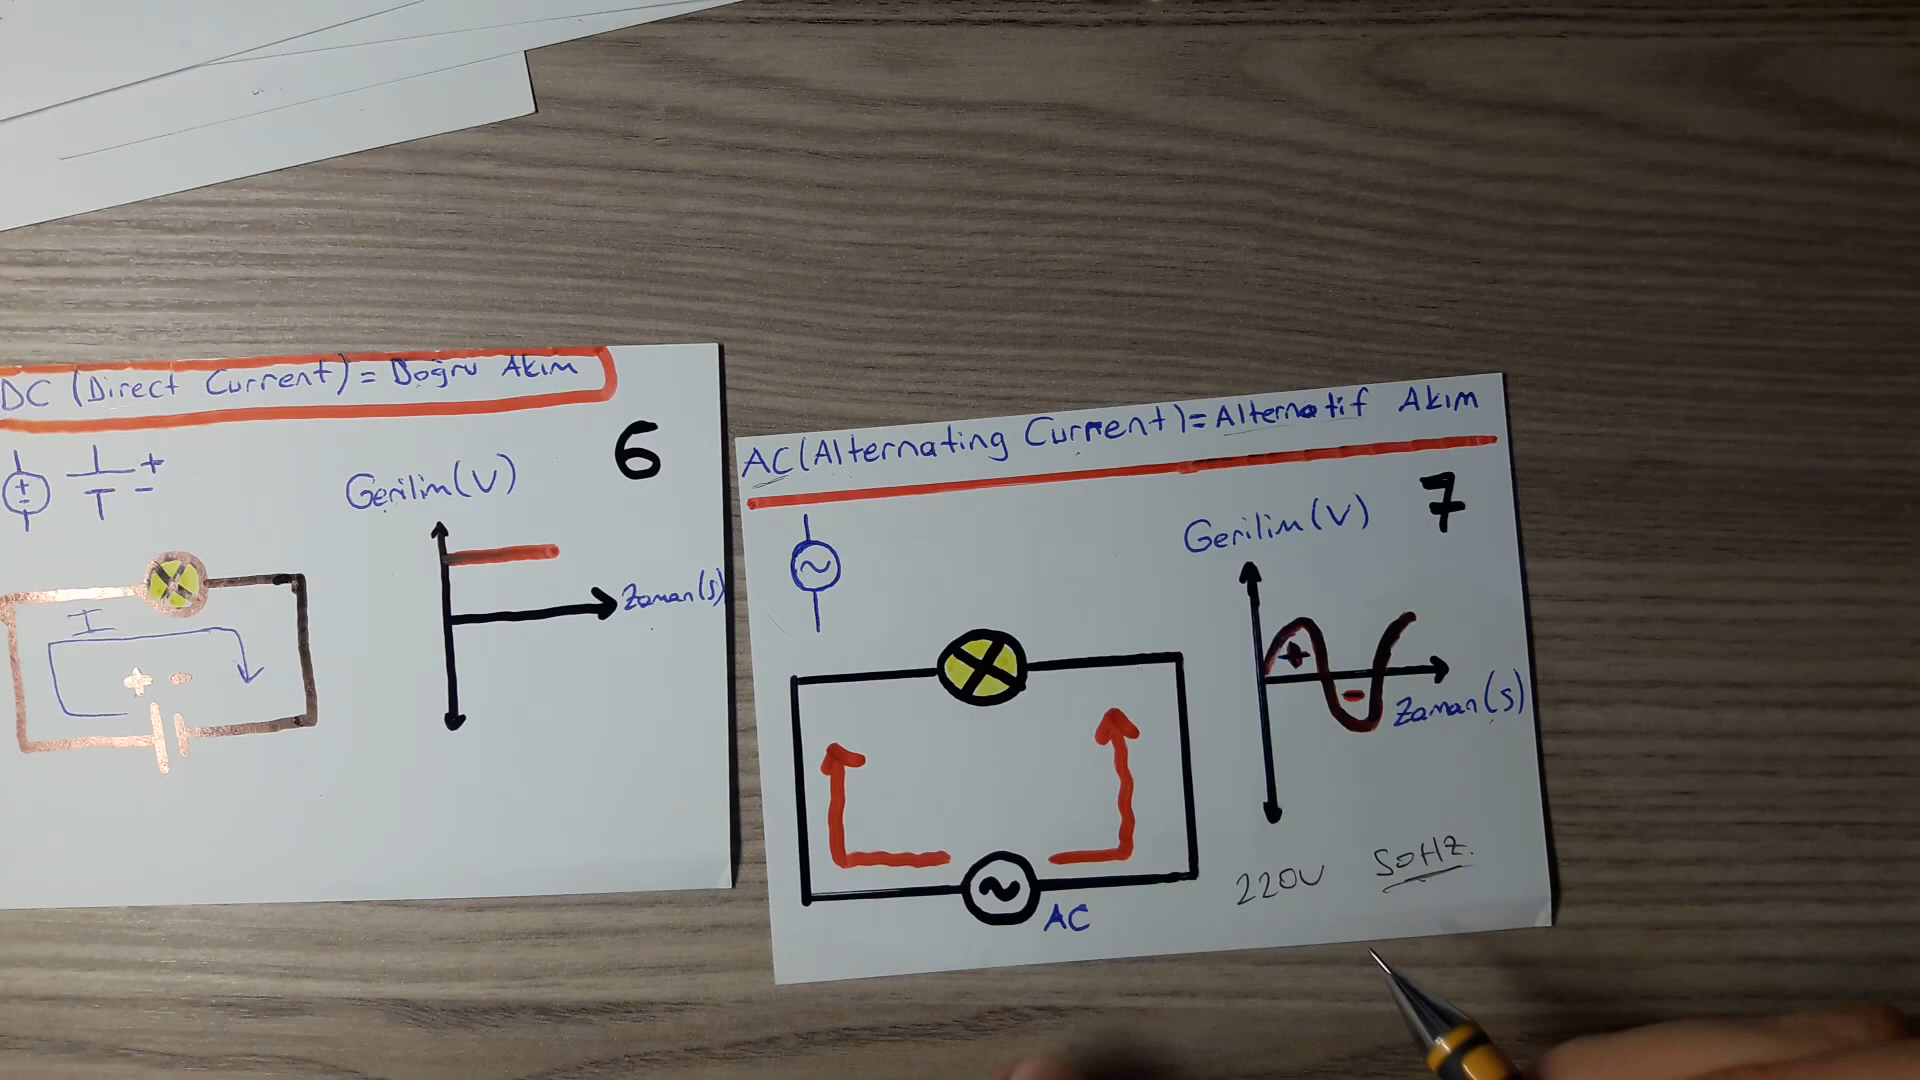 DC (Direct Current) = Doğru Akım
6
+
-
Gerilim(V)
+
-
Zaman(s)
I
+ -
AC(Alternating Current)=Alternatif Akım
7
Gerilim(V)
+
-
Zaman(s)
220V 50HZ.
AC